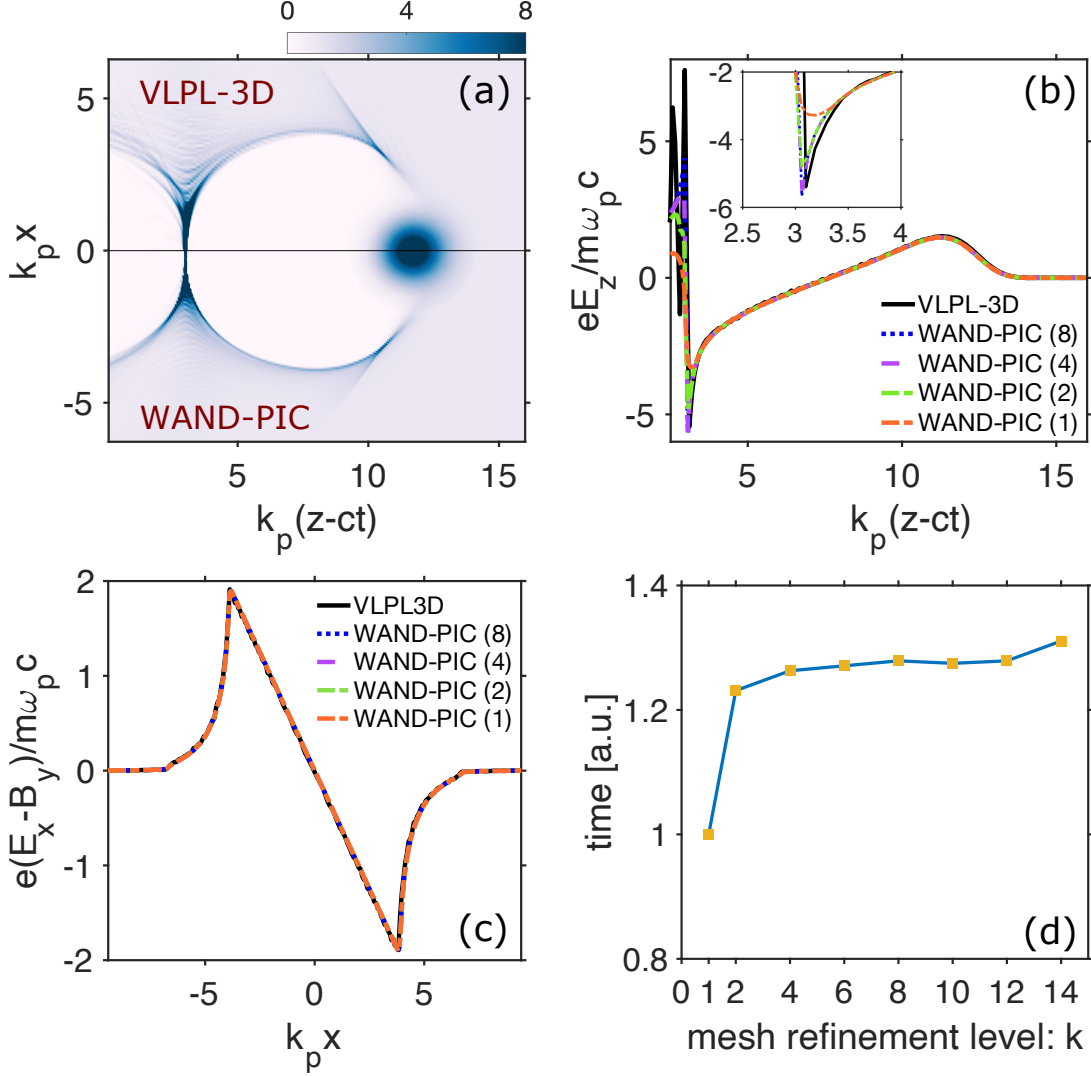 0 4 8
VLPL-3D
(a)
WAND-PIC
5
0
-5
k_p x
5 10 15
k_p(z-ct)
(b)
5
0
-5
eE_z/mω_p c
-2
-4
-6
2.5 3 3.5 4
VLPL-3D
WAND-PIC (8)
WAND-PIC (4)
WAND-PIC (2)
WAND-PIC (1)
5 10 15
k_p(z-ct)
2
1
0
-1
-2
e(E_x-B_y)/mω_p c
VLPL3D
WAND-PIC (8)
WAND-PIC (4)
WAND-PIC (2)
WAND-PIC (1)
(c)
-5 0 5
k_p x
1.4
1.2
1
0.8
time [a.u.]
(d)
0 1 2 4 6 8 10 12 14
mesh refinement level: k